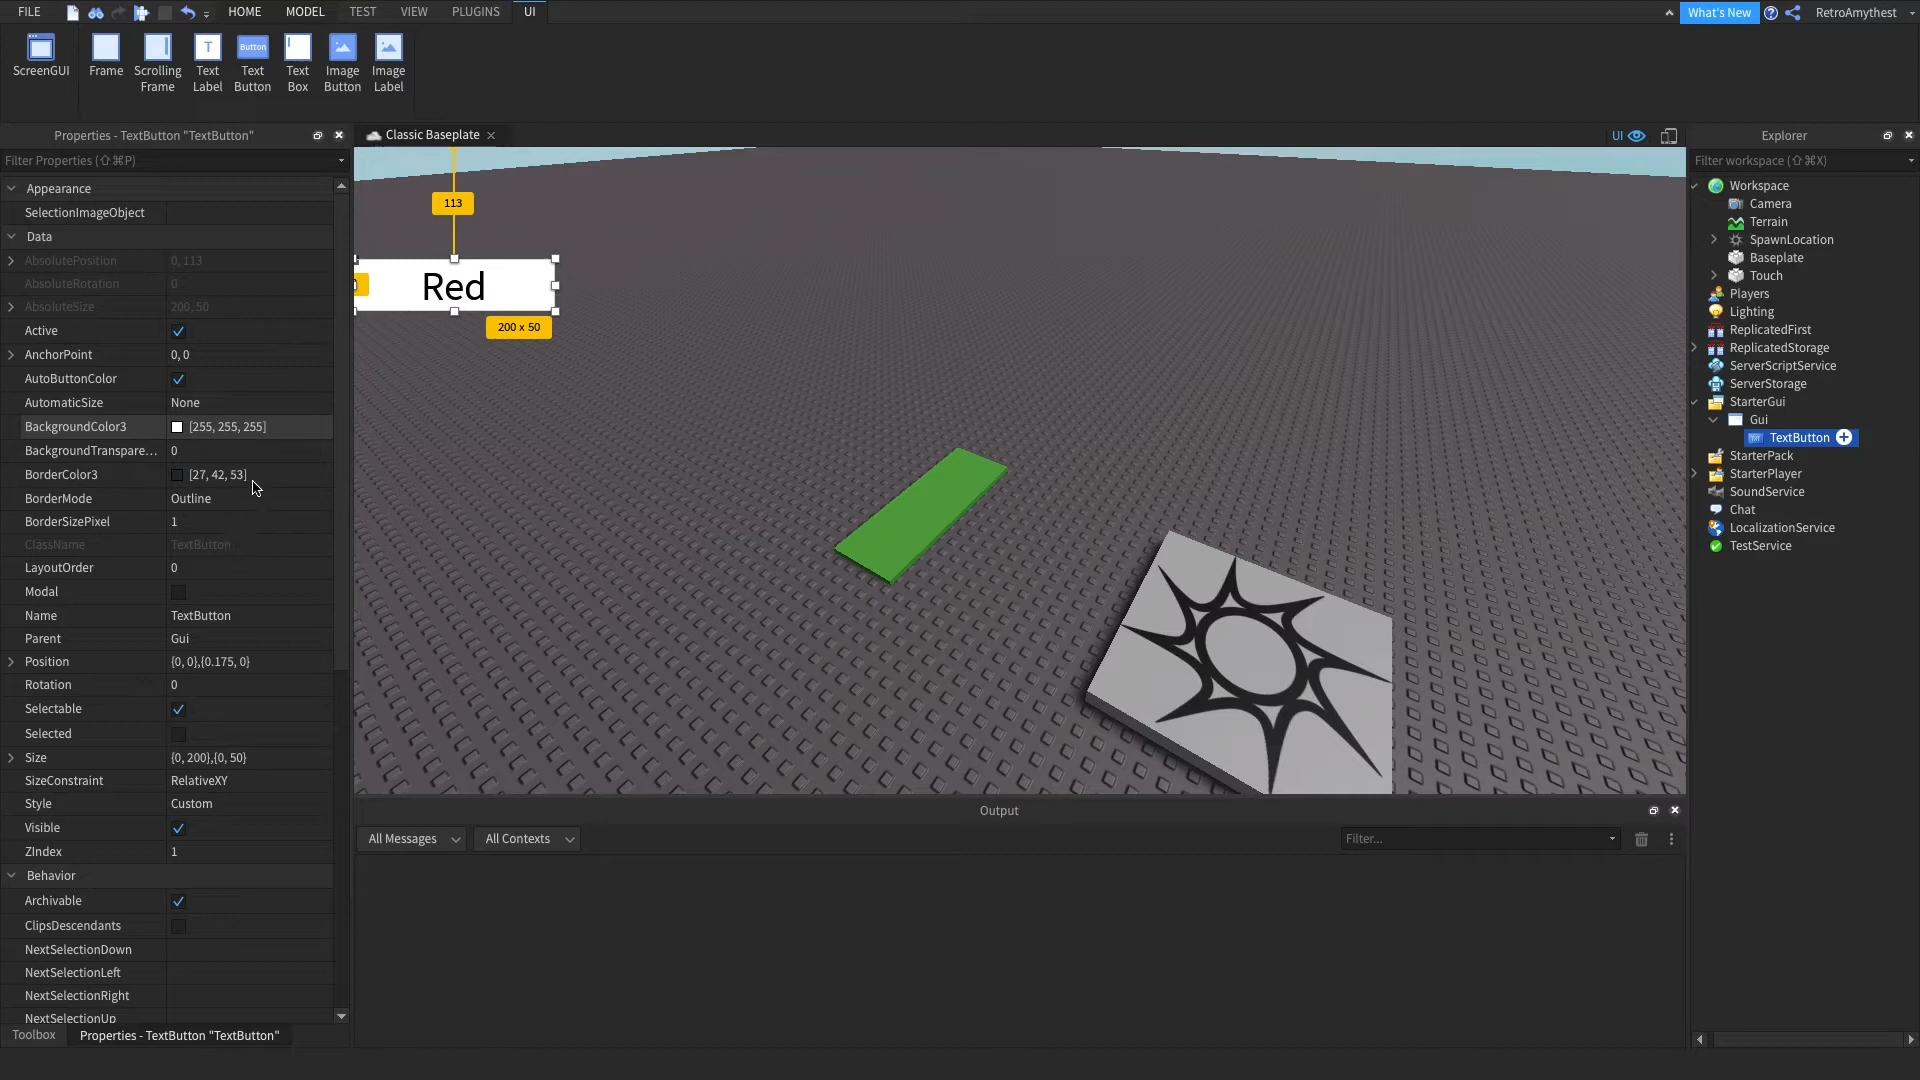 FILE HOME MODEL TEST VIEW PLUGINS UI What's New RetroAmythest
ScreenGUI Frame Scrolling Frame Text Label Text Button Button Text Box Image Button Image Label
Properties - TextButton "TextButton"
Filter Properties (⇧⌘P)
Appearance
SelectionImageObject
Data
AbsolutePosition 0, 113
AbsoluteRotation 0
AbsoluteSize 200, 50
Active
AnchorPoint 0, 0
AutoButtonColor
AutomaticSize None
BackgroundColor3 [255, 255, 255]
BackgroundTranspare... 0
BorderColor3 [27, 42, 53]
BorderMode Outline
BorderSizePixel 1
ClassName TextButton
LayoutOrder 0
Modal
Name TextButton
Parent Gui
Position {0, 0},{0.175, 0}
Rotation 0
Selectable
Selected
Size {0, 200},{0, 50}
SizeConstraint RelativeXY
Style Custom
Visible
ZIndex 1
Behavior
Archivable
ClipsDescendants
NextSelectionDown
NextSelectionLeft
NextSelectionRight
NextSelectionUp
Toolbox Properties - TextButton "TextButton"
Classic Baseplate
UI
113
Red
200 x 50
Output
All Messages All Contexts Filter...
Explorer
Filter workspace (⇧⌘X)
Workspace
Camera
Terrain
SpawnLocation
Baseplate
Touch
Players
Lighting
ReplicatedFirst
ReplicatedStorage
ServerScriptService
ServerStorage
StarterGui
Gui
TextButton
StarterPack
StarterPlayer
SoundService
Chat
LocalizationService
TestService